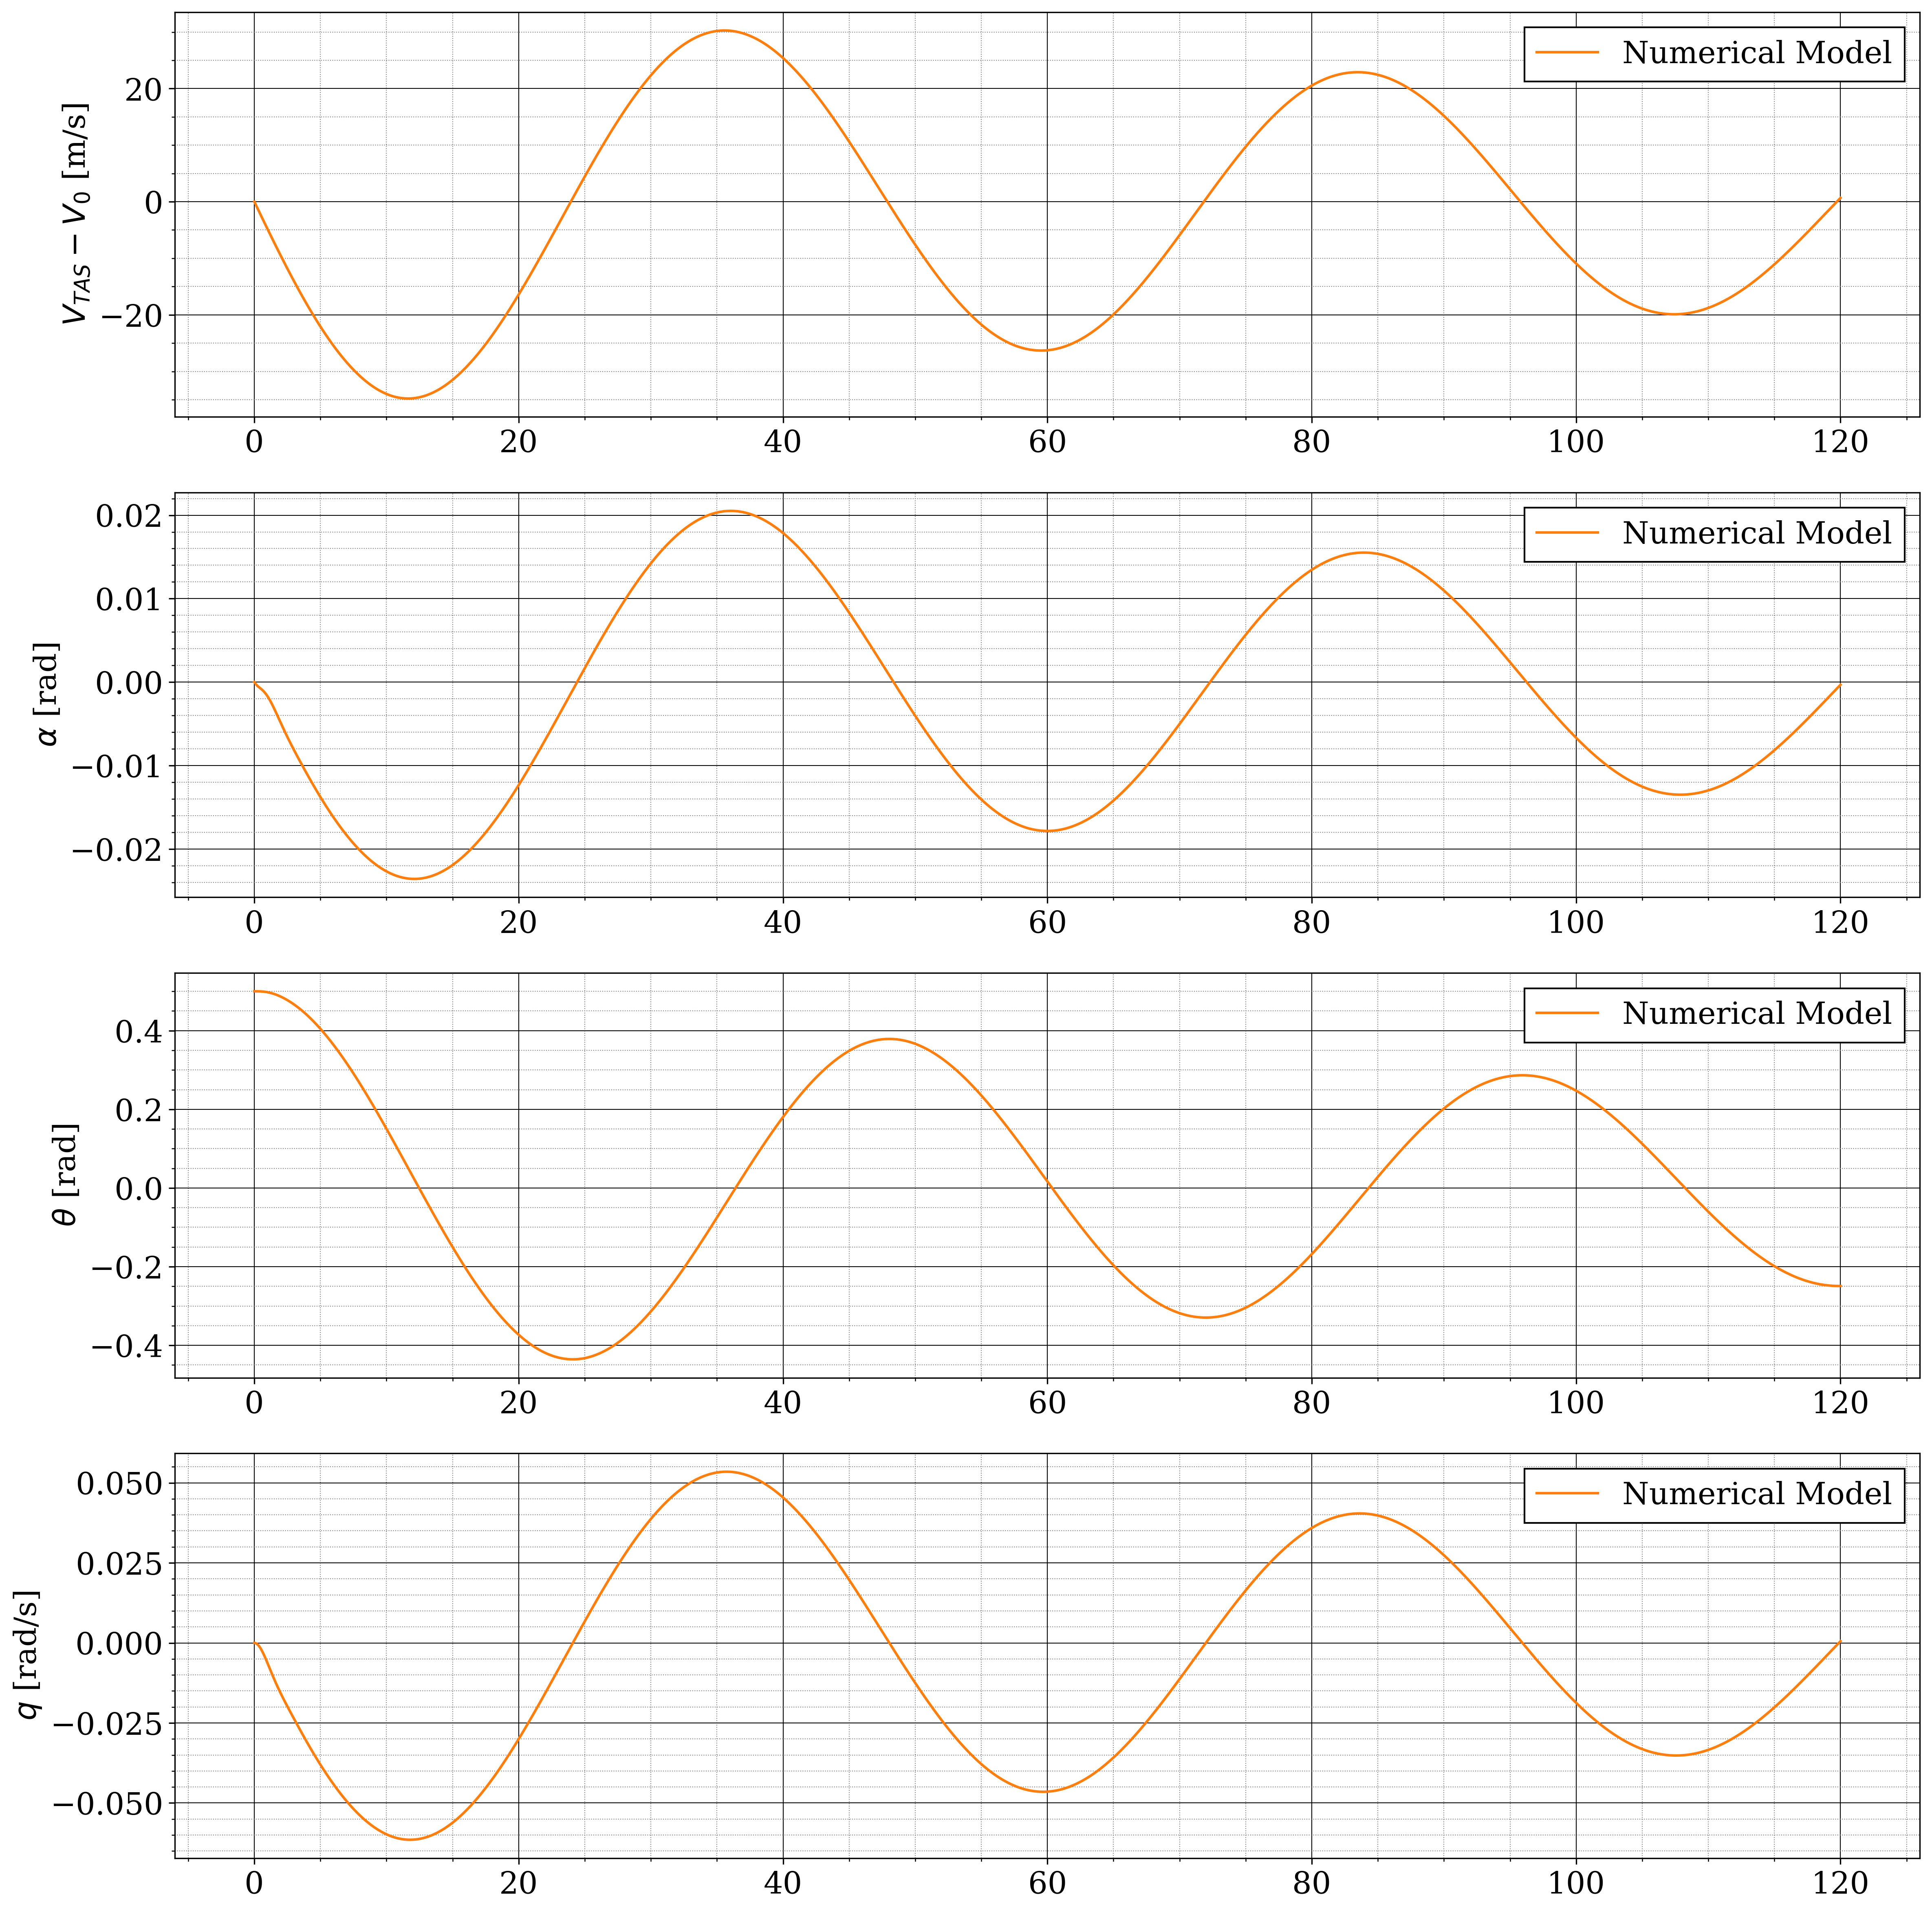 Numerical Model
V_TAS − V_0 [m/s]
20
0
−20
0 20 40 60 80 100 120
Numerical Model
α [rad]
0.02
0.01
0.00
−0.01
−0.02
0 20 40 60 80 100 120
Numerical Model
θ [rad]
0.4
0.2
0.0
−0.2
−0.4
0 20 40 60 80 100 120
Numerical Model
q [rad/s]
0.050
0.025
0.000
−0.025
−0.050
0 20 40 60 80 100 120